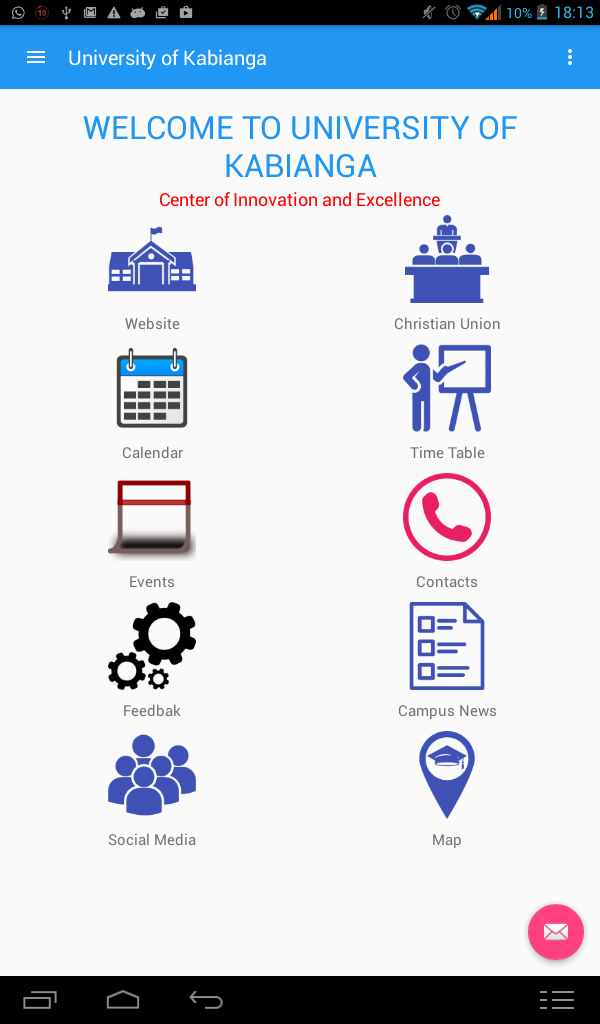 10 10% 18:13
University of Kabianga
WELCOME TO UNIVERSITY OF
KABIANGA
Center of Innovation and Excellence
Website Christian Union
Calendar Time Table
Events Contacts
Feedbak Campus News
Social Media Map